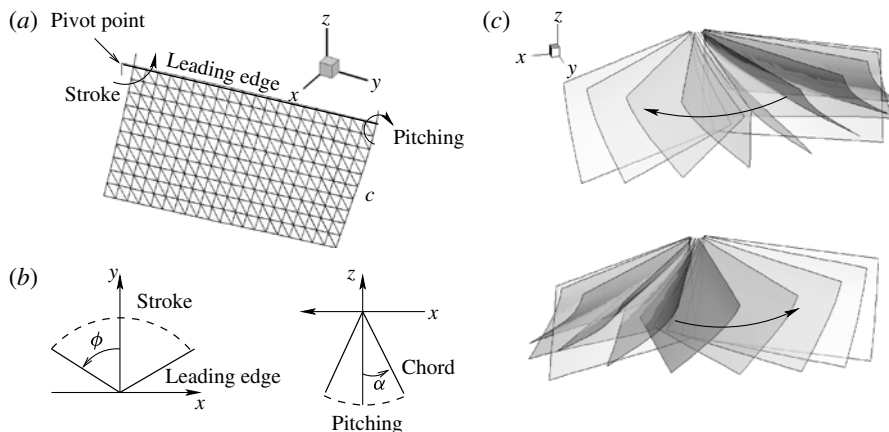 (a)
Pivot point
Leading edge
Stroke
z
y
x
Pitching
c
(b)
y
Stroke
ϕ
Leading edge
x
z
x
Chord
α
Pitching
(c)
z
x
y